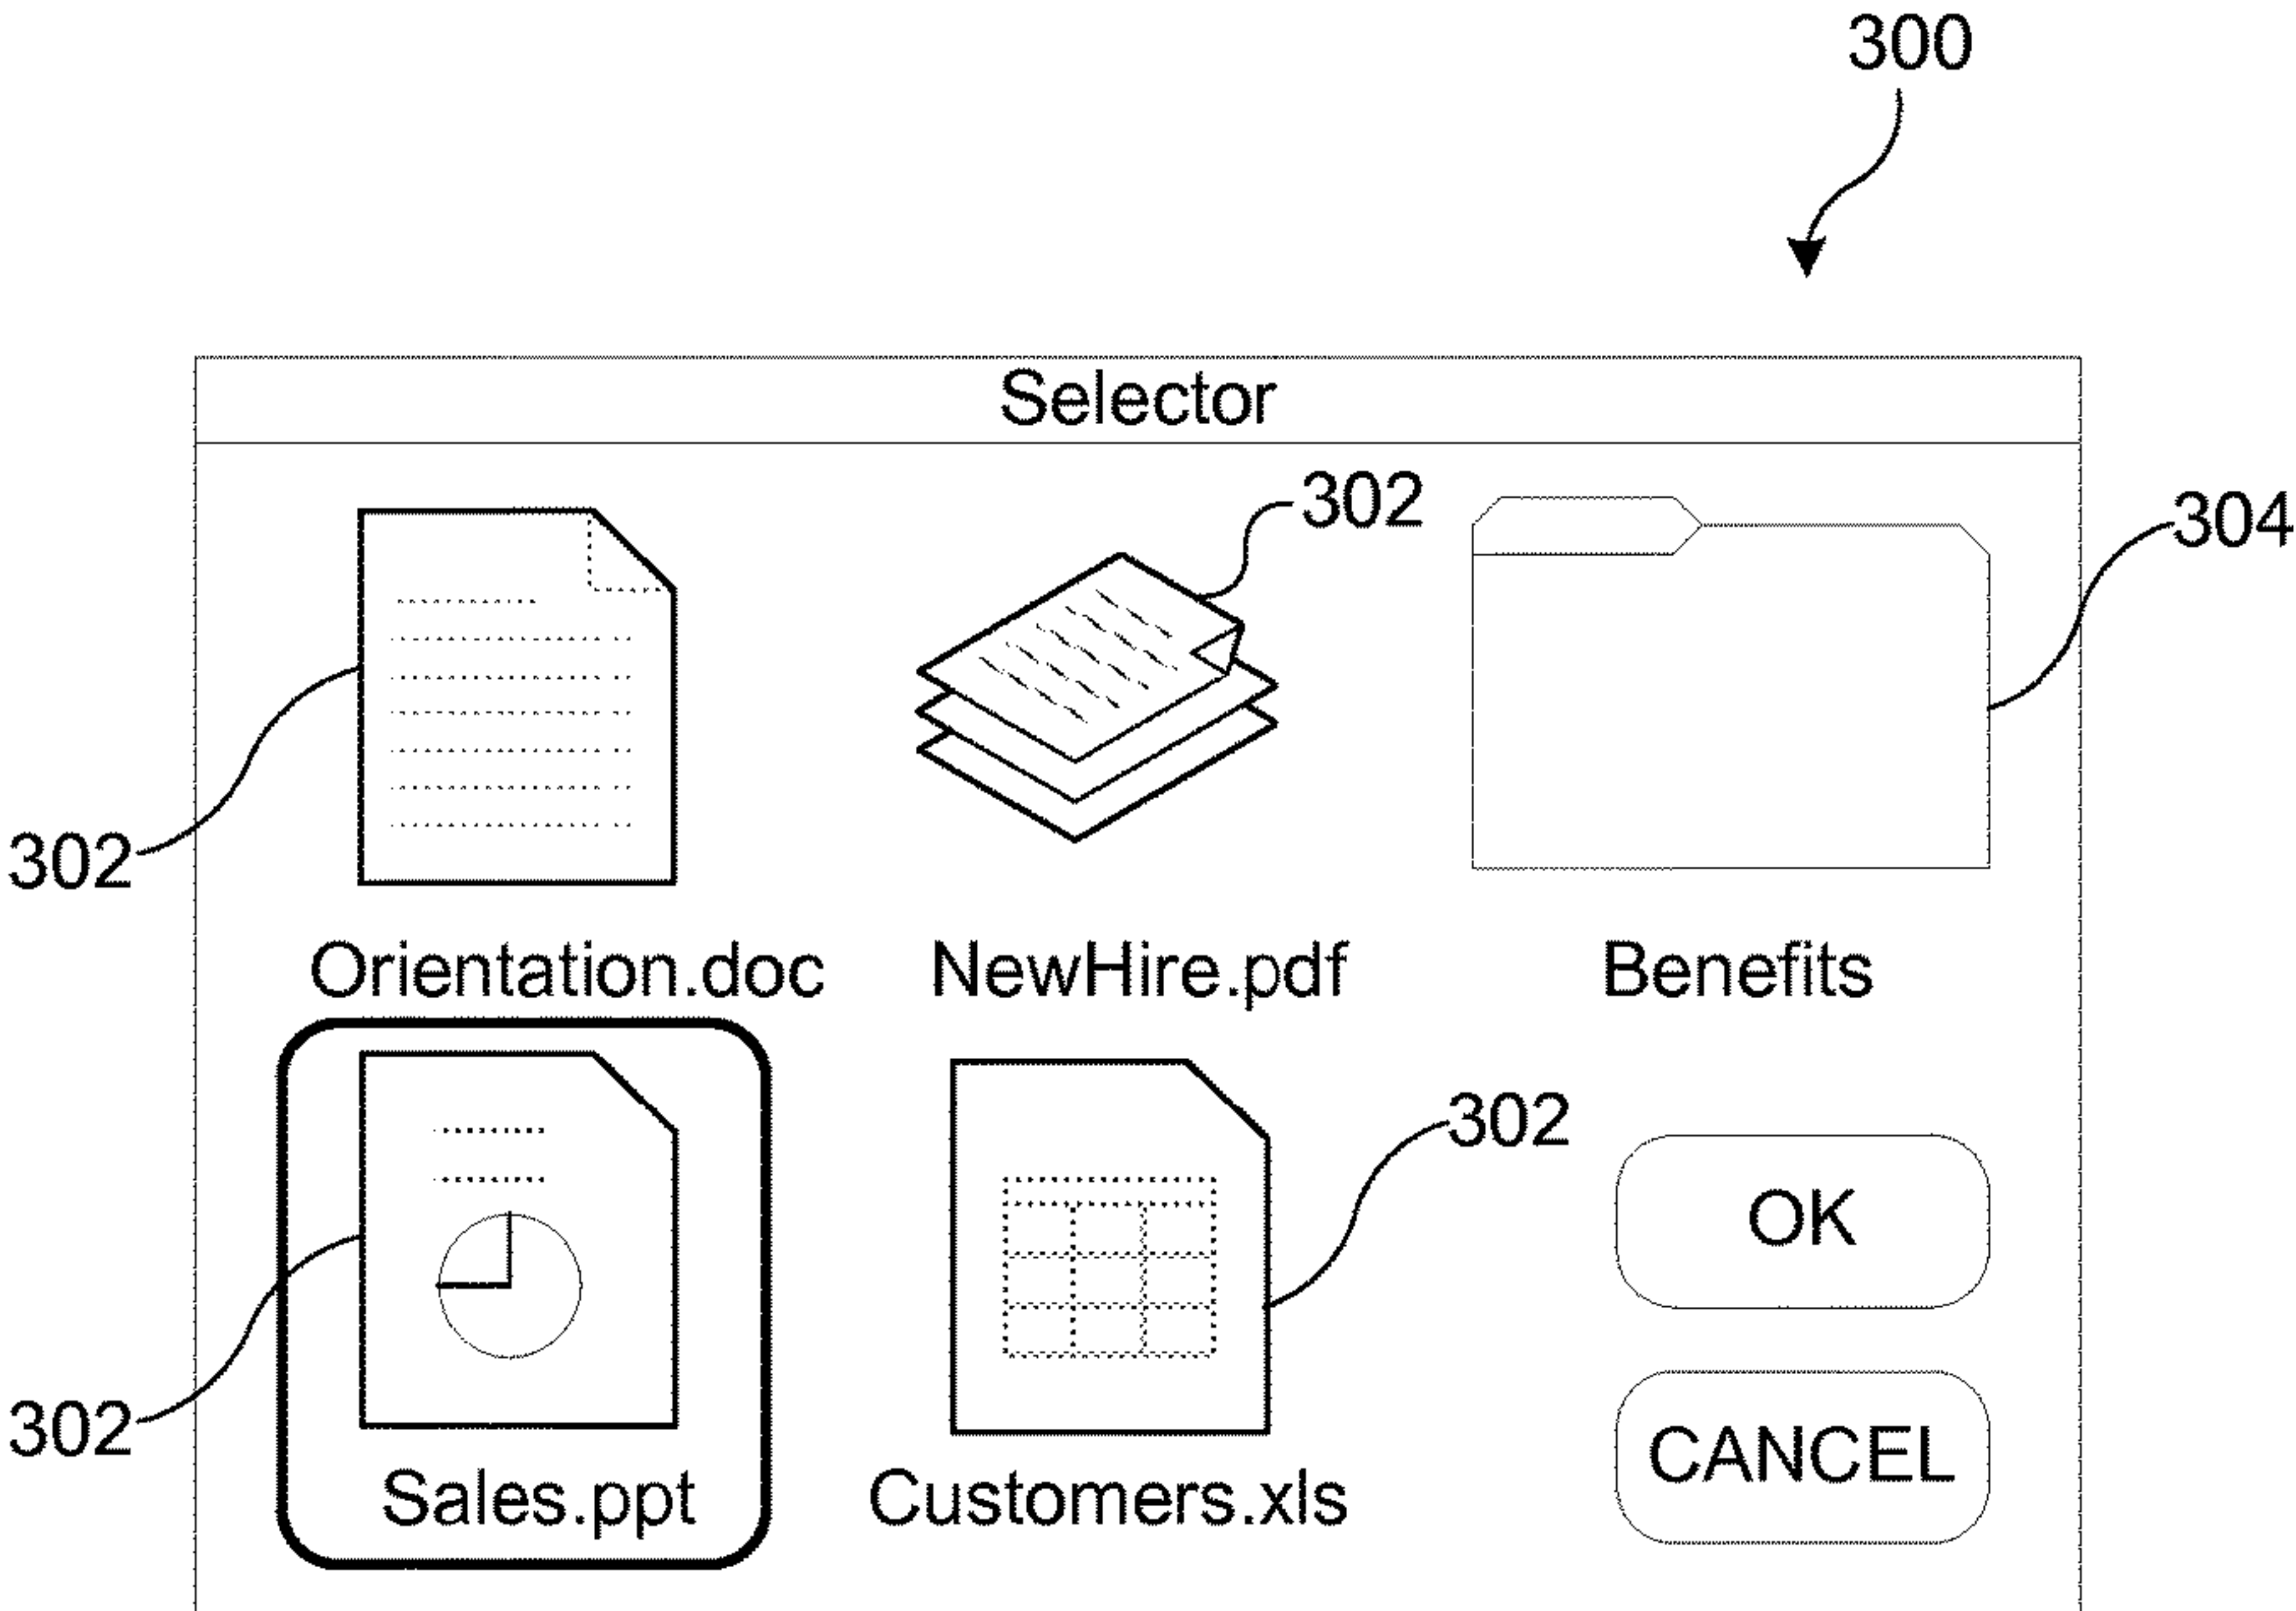 300
Selector
302
304
302
Orientation.doc
NewHire.pdf
Benefits
302
OK
302
Sales.ppt
Customers.xls
CANCEL